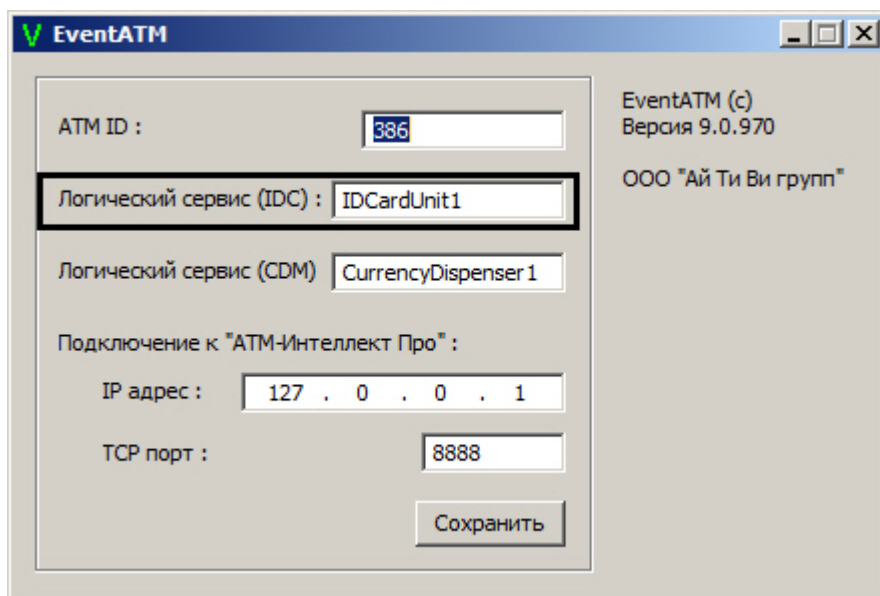 EventATM
ATM ID : 386
EventATM (c)
Версия 9.0.970
ООО "Ай Ти Ви групп"
Логический сервис (IDC) : IDCardUnit1
Логический сервис (CDM) CurrencyDispenser1
Подключение к "АТМ-Интеллект Про" :
IP адрес : 127 . 0 . 0 . 1
TCP порт : 8888
Сохранить